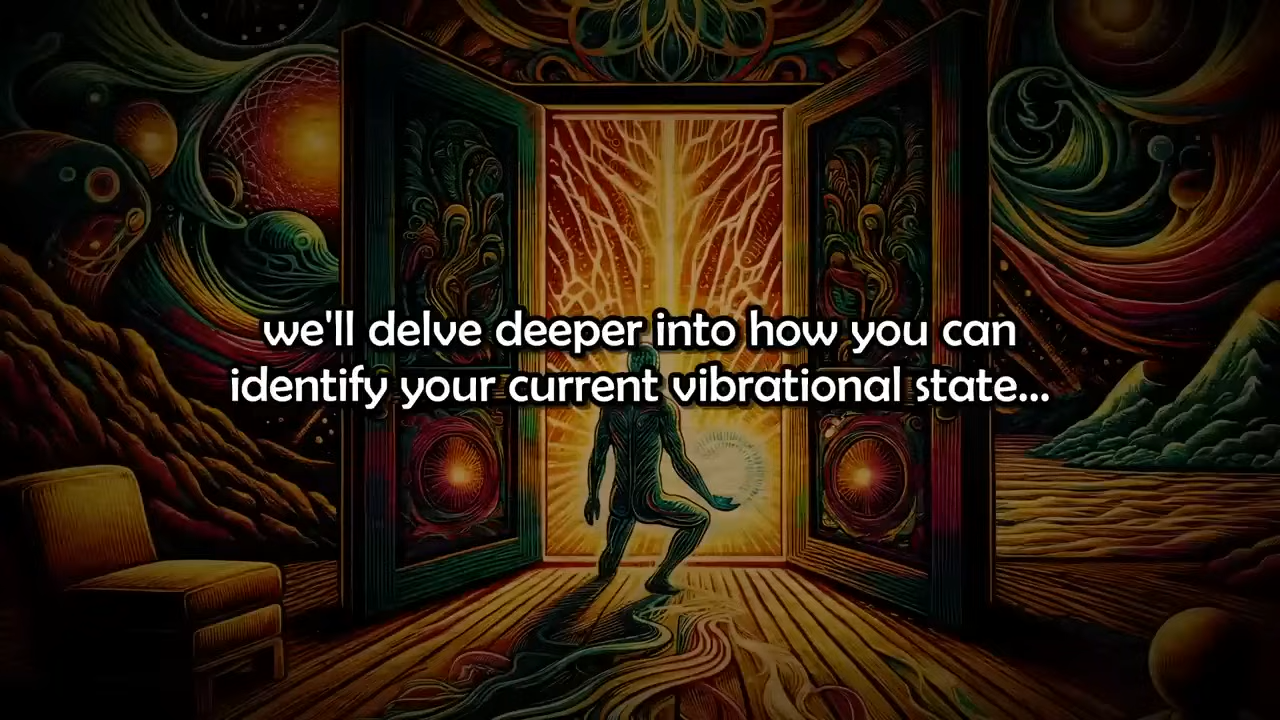 we'll delve deeper into how you can
identify your current vibrational state...